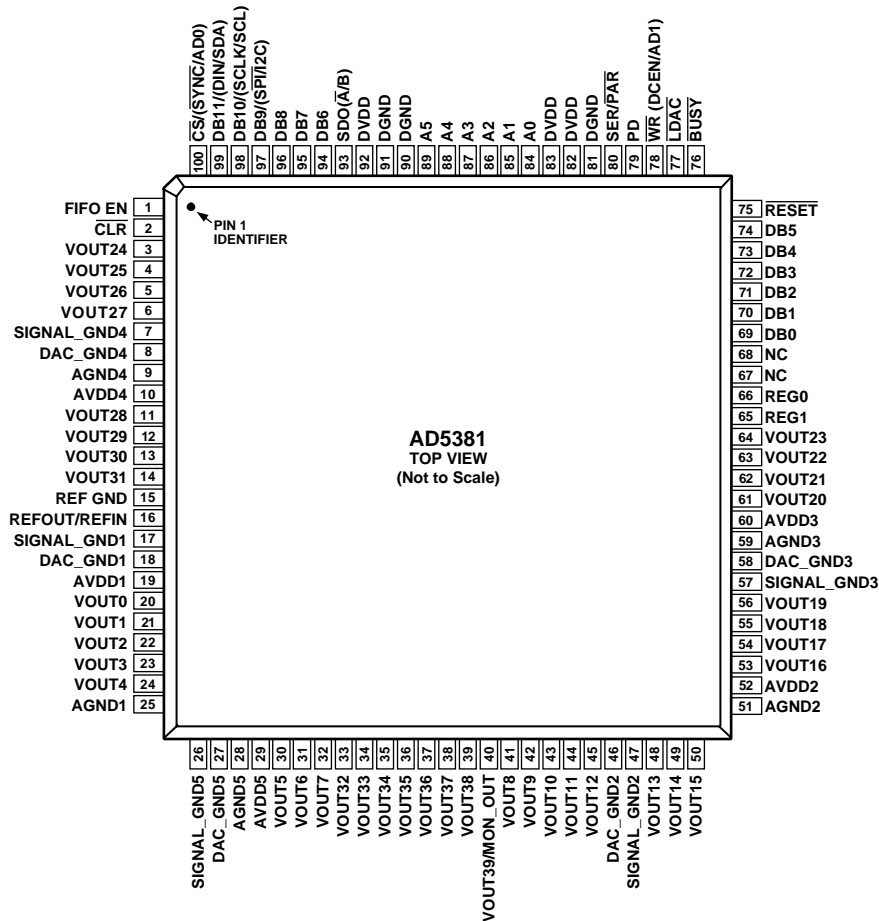 CS/(SYNC/AD0)
DB11/(DIN/SDA)
DB10/(SCLK/SCL)
DB9/(SPI/I2C)
DB8
DB7
DB6
SDO(A/B)
DVDD
DGND
DGND
A5
A4
A3
A2
A1
A0
DVDD
DVDD
DGND
SER/PAR
PD
WR (DCEN/AD1)
LDAC
BUSY
100
99
98
97
96
95
94
93
92
91
90
89
88
87
86
85
84
83
82
81
80
79
78
77
76
FIFO EN 1
CLR 2
VOUT24 3
VOUT25 4
VOUT26 5
VOUT27 6
SIGNAL_GND4 7
DAC_GND4 8
AGND4 9
AVDD4 10
VOUT28 11
VOUT29 12
VOUT30 13
VOUT31 14
REF GND 15
REFOUT/REFIN 16
SIGNAL_GND1 17
DAC_GND1 18
AVDD1 19
VOUT0 20
VOUT1 21
VOUT2 22
VOUT3 23
VOUT4 24
AGND1 25
PIN 1
IDENTIFIER
AD5381
TOP VIEW
(Not to Scale)
75 RESET
74 DB5
73 DB4
72 DB3
71 DB2
70 DB1
69 DB0
68 NC
67 NC
66 REG0
65 REG1
64 VOUT23
63 VOUT22
62 VOUT21
61 VOUT20
60 AVDD3
59 AGND3
58 DAC_GND3
57 SIGNAL_GND3
56 VOUT19
55 VOUT18
54 VOUT17
53 VOUT16
52 AVDD2
51 AGND2
26
27
28
29
30
31
32
33
34
35
36
37
38
39
40
41
42
43
44
45
46
47
48
49
50
SIGNAL_GND5
DAC_GND5
AGND5
AVDD5
VOUT5
VOUT6
VOUT7
VOUT32
VOUT33
VOUT34
VOUT35
VOUT36
VOUT37
VOUT38
VOUT39/MON_OUT
VOUT8
VOUT9
VOUT10
VOUT11
VOUT12
DAC_GND2
SIGNAL_GND2
VOUT13
VOUT14
VOUT15